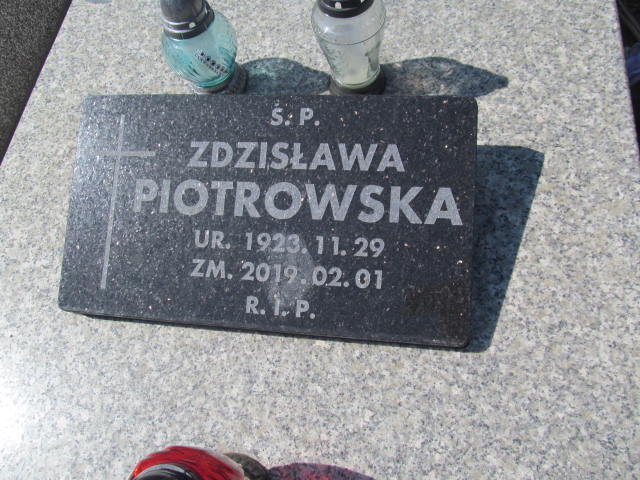 Ś. P.
ZDZISŁAWA
PIOTROWSKA
UR. 1923.11.29
ZM. 2019.02.01
R. I. P.